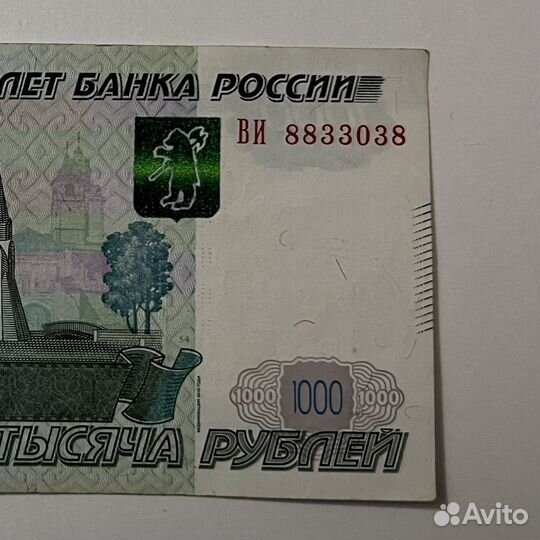 ЛЕТ БАНКА РОССИИ
ВИ 8833038
1000 1000 1000
ТЫСЯЧА РУБЛЕЙ
Avito